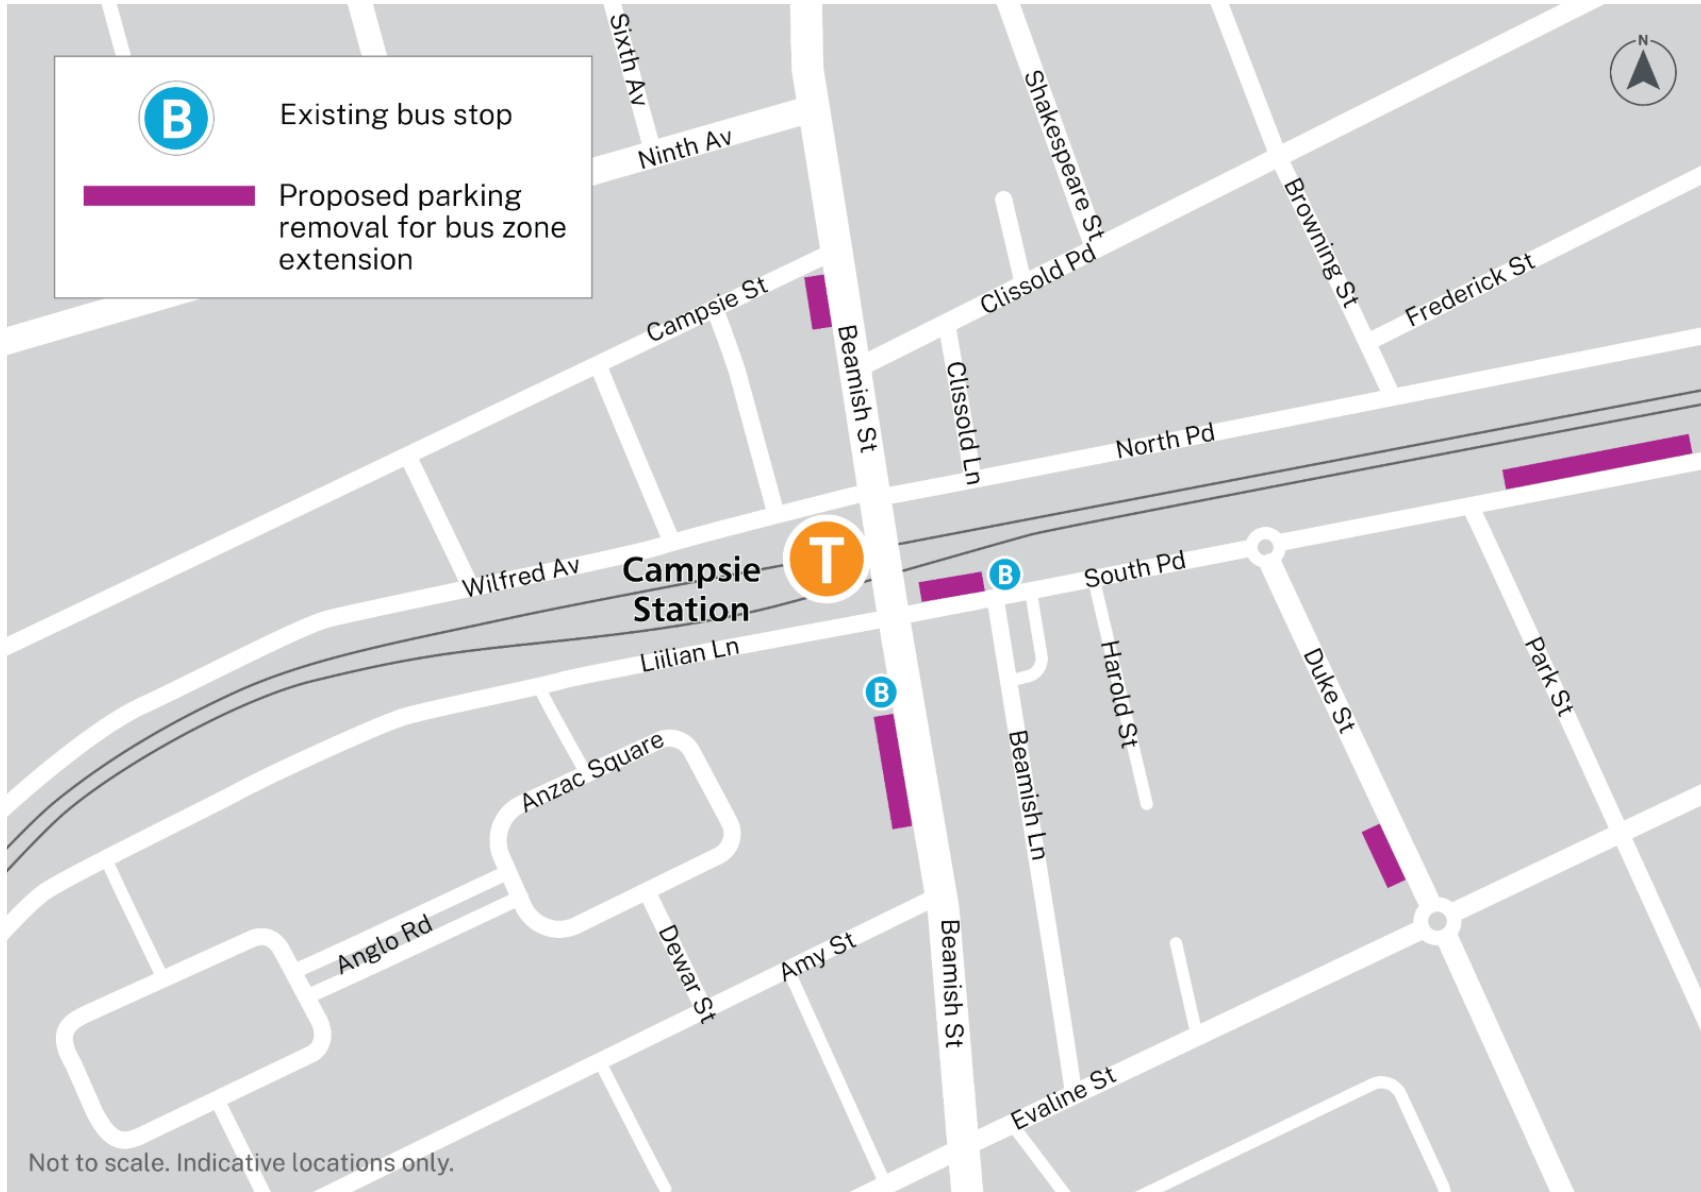 N
B
Existing bus stop
Proposed parking
removal for bus zone
extension
Sixth Av
Ninth Av
Shakespeare St
Browning St
Campsie St
Clissold Pd
Frederick St
Beamish St
Clissold Ln
North Pd
Wilfred Av
T
Campsie
Station
B
South Pd
Liilian Ln
B
Harold St
Duke St
Park St
Anzac Square
Beamish Ln
Anglo Rd
Dewar St
Amy St
Beamish St
Evaline St
Not to scale. Indicative locations only.